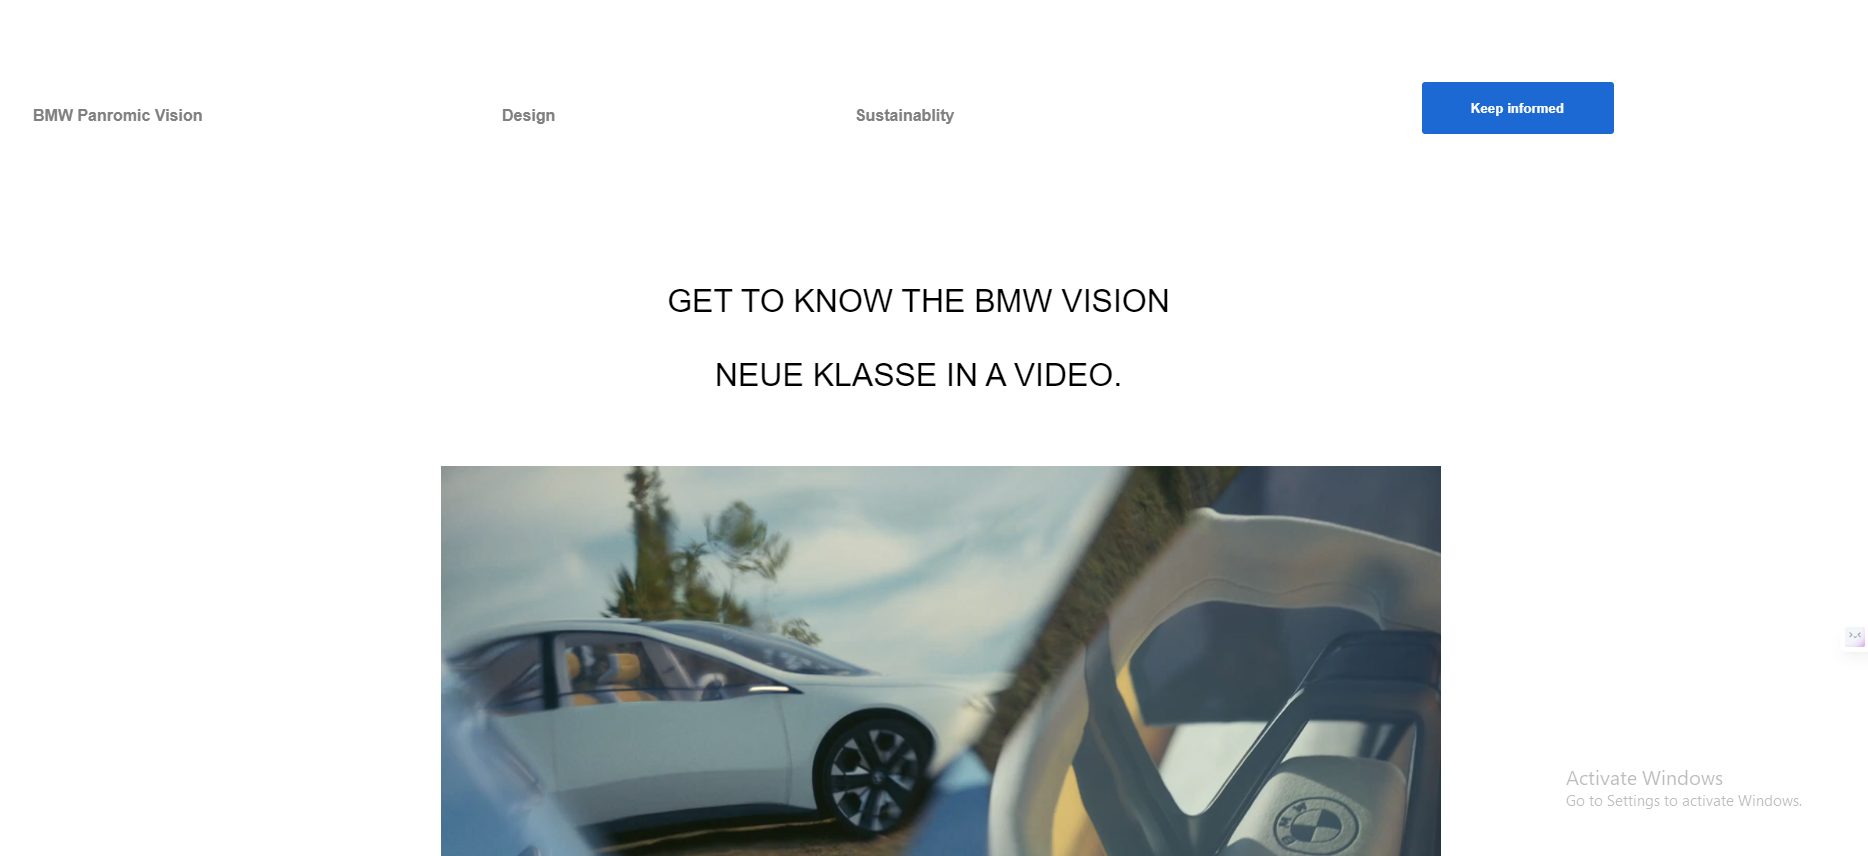 BMW Panromic Vision
Design
Sustainablity
Keep informed
GET TO KNOW THE BMW VISION
NEUE KLASSE IN A VIDEO.
BMW
Activate Windows
Go to Settings to activate Windows.